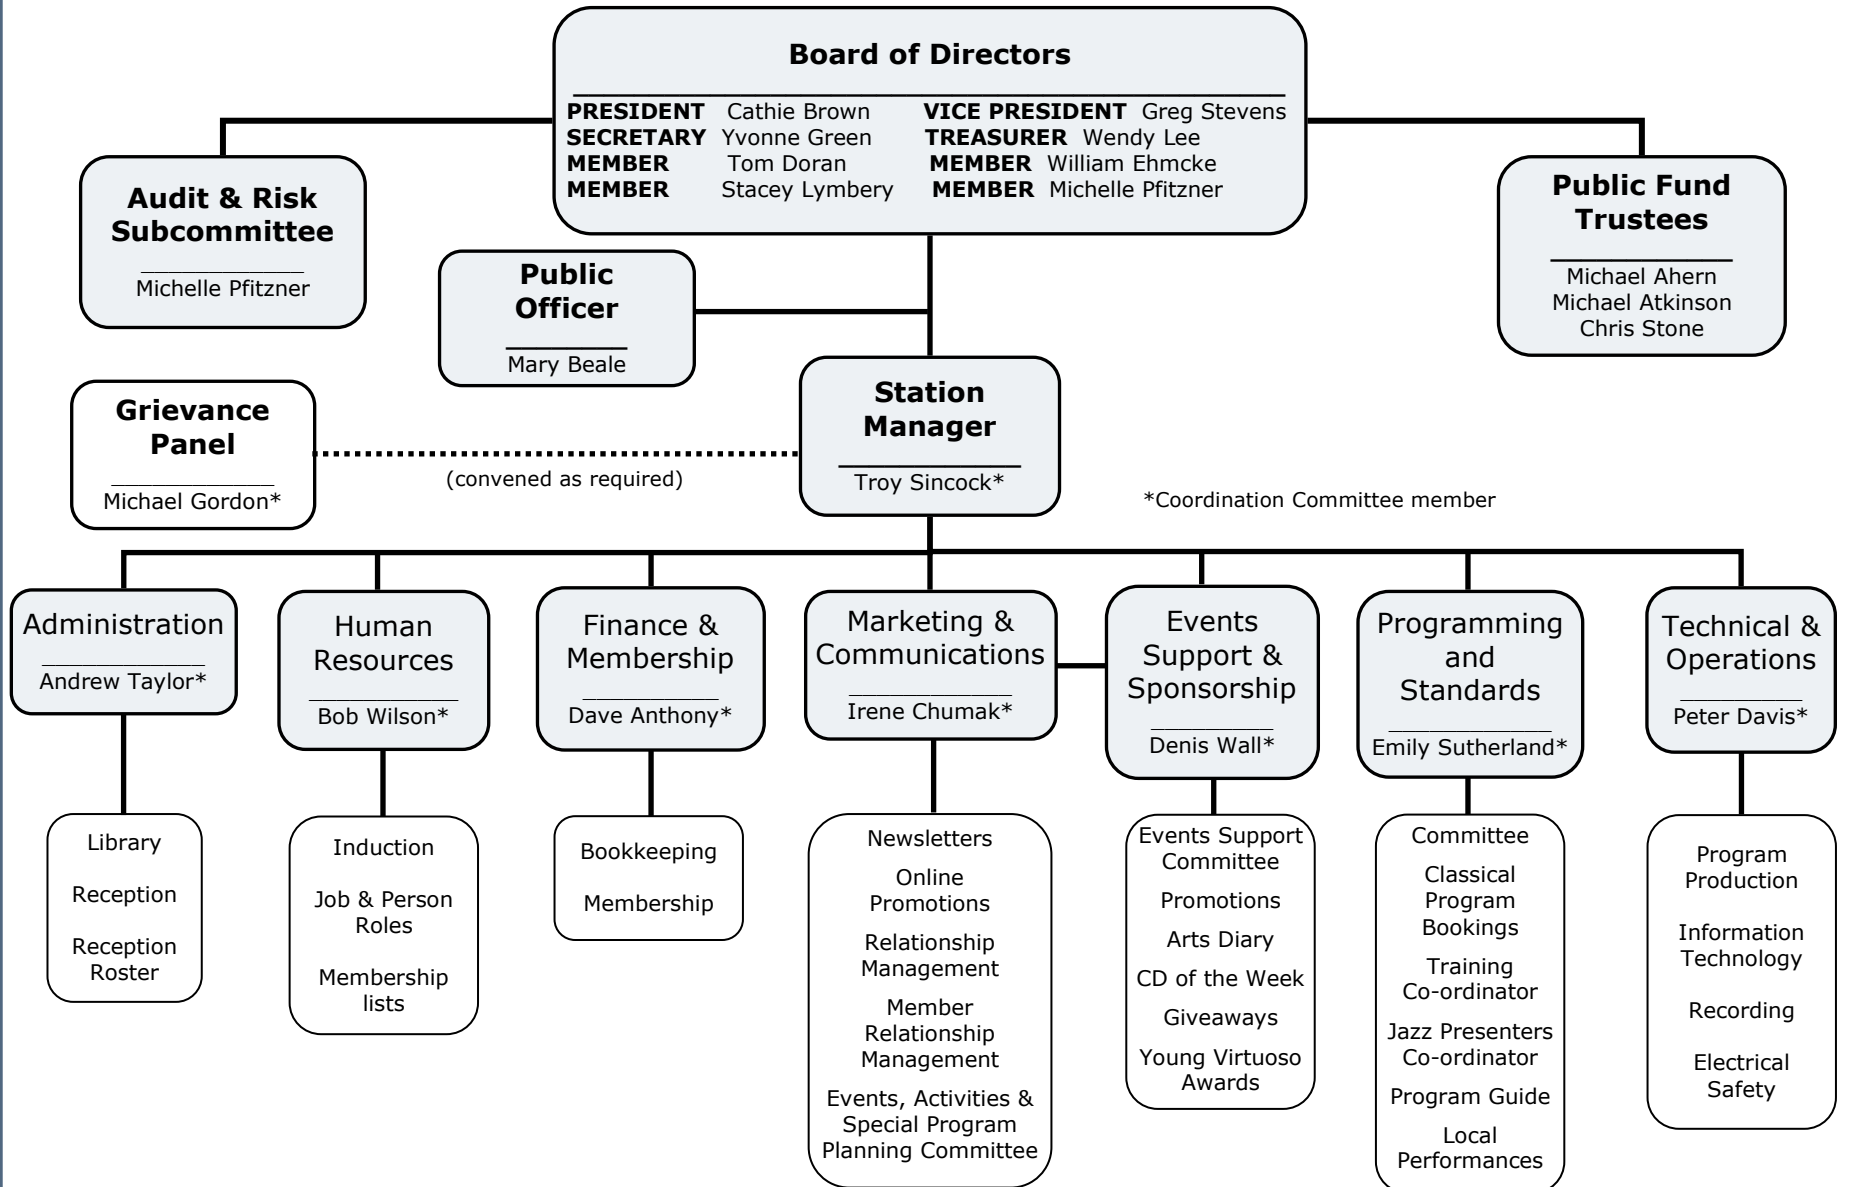 Board of Directors
PRESIDENT Cathie Brown VICE PRESIDENT Greg Stevens
SECRETARY Yvonne Green TREASURER Wendy Lee
MEMBER Tom Doran MEMBER William Ehmcke
MEMBER Stacey Lymbery MEMBER Michelle Pfitzner
Audit & Risk
Subcommittee
Michelle Pfitzner
Public Fund
Trustees
Michael Ahern
Michael Atkinson
Chris Stone
Public
Officer
Mary Beale
Station
Manager
Troy Sincock*
Grievance
Panel
Michael Gordon*
(convened as required)
*Coordination Committee member
Administration
Andrew Taylor*
Human
Resources
Bob Wilson*
Finance &
Membership
Dave Anthony*
Marketing &
Communications
Irene Chumak*
Events
Support &
Sponsorship
Denis Wall*
Programming
and
Standards
Emily Sutherland*
Technical &
Operations
Peter Davis*
Library
Reception
Reception
Roster
Induction
Job & Person
Roles
Membership
lists
Bookkeeping
Membership
Newsletters
Online
Promotions
Relationship
Management
Member
Relationship
Management
Events, Activities &
Special Program
Planning Committee
Events Support
Committee
Promotions
Arts Diary
CD of the Week
Giveaways
Young Virtuoso
Awards
Committee
Classical
Program
Bookings
Training
Co-ordinator
Jazz Presenters
Co-ordinator
Program Guide
Local
Performances
Program
Production
Information
Technology
Recording
Electrical
Safety